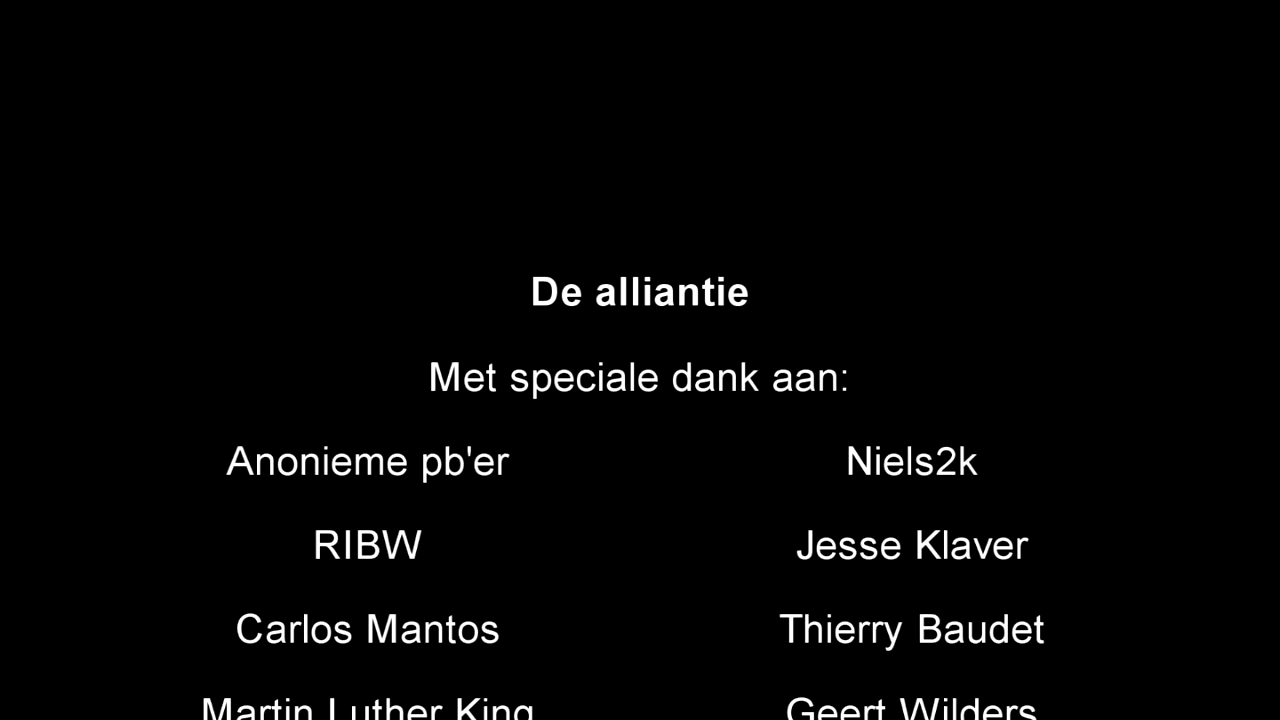 De alliantie
Met speciale dank aan:
Anonieme pb'er Niels2k
RIBW Jesse Klaver
Carlos Mantos Thierry Baudet
Martin Luther King Geert Wilders